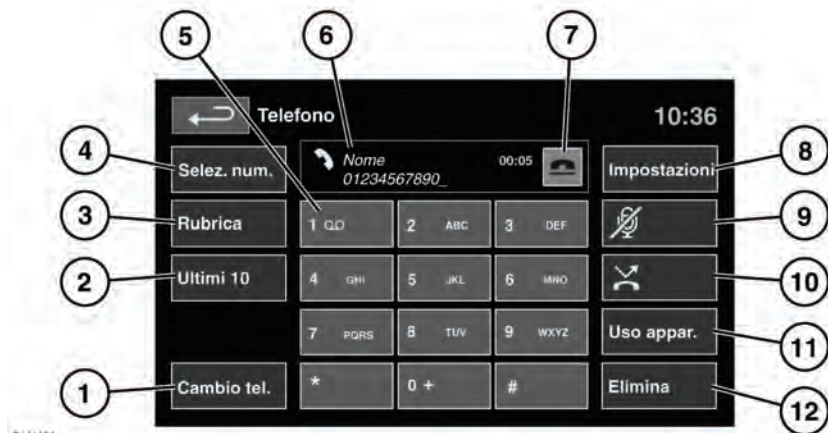 5 6 7
Telefono 10:36
4 Selez. num. Nome 00:05 Impostazioni 8
01234567890_
3 Rubrica 1 2 ABC 3 DEF 9
2 Ultimi 10 4 GHI 5 JKL 6 MNO 10
7 PQRS 8 TUV 9 WXYZ Uso appar. 11
1 Cambio tel. * 0 + # Elimina 12